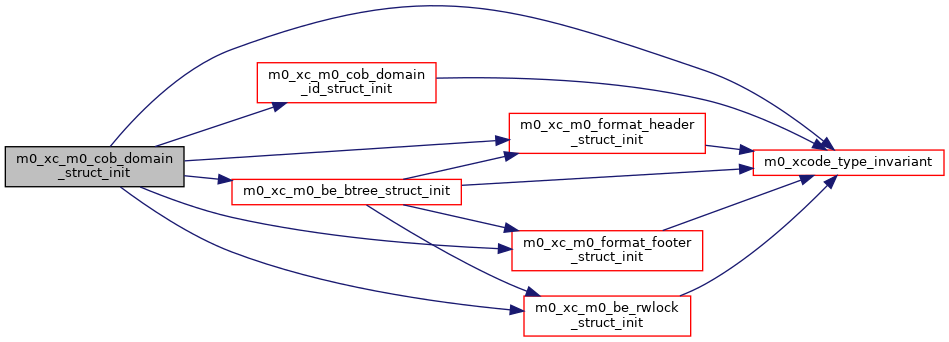 m0_xc_m0_cob_domain
_struct_init
m0_xc_m0_cob_domain
_id_struct_init
m0_xc_m0_format_header
_struct_init
m0_xcode_type_invariant
m0_xc_m0_be_btree_struct_init
m0_xc_m0_format_footer
_struct_init
m0_xc_m0_be_rwlock
_struct_init